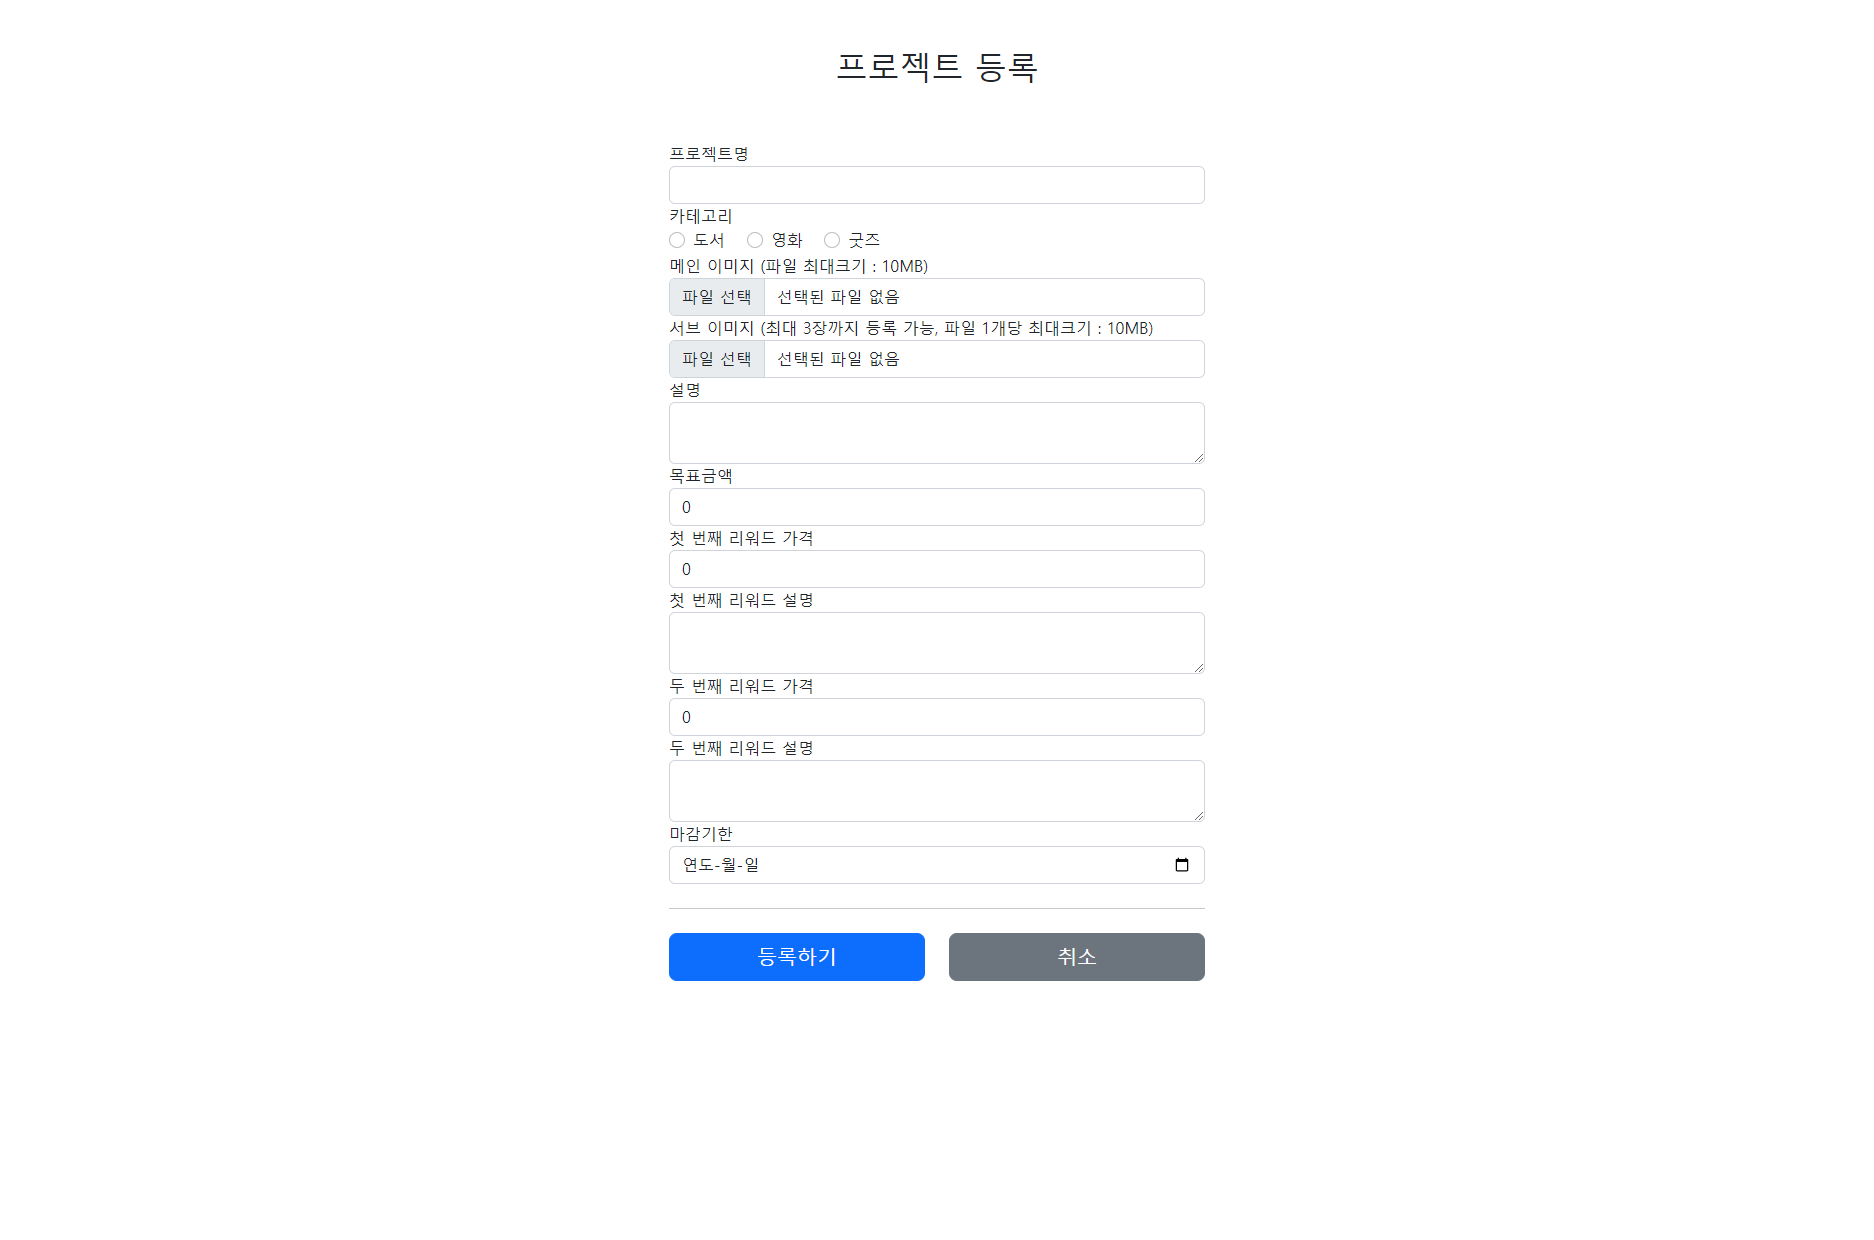 프로젝트 등록
프로젝트명
카테고리
도서 영화 굿즈
메인 이미지 (파일 최대크기 : 10MB)
파일 선택 선택된 파일 없음
서브 이미지 (최대 3장까지 등록 가능, 파일 1개당 최대크기 : 10MB)
파일 선택 선택된 파일 없음
설명
목표금액
0
첫 번째 리워드 가격
0
첫 번째 리워드 설명
두 번째 리워드 가격
0
두 번째 리워드 설명
마감기한
연도-월-일
등록하기 취소